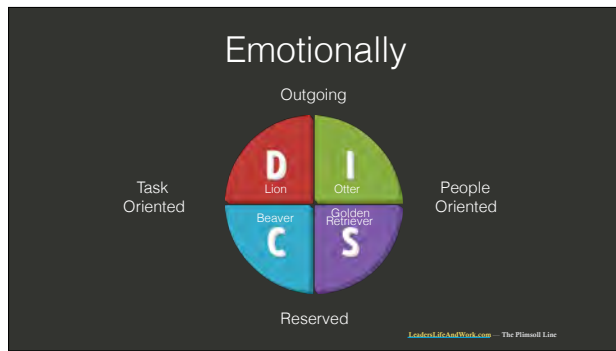 Emotionally
Outgoing
Task
Oriented
D
Lion
I
Otter
People
Oriented
Beaver
C
Golden
Retriever
S
Reserved
LeadersLifeAndWork.com — The Plimsoll Line